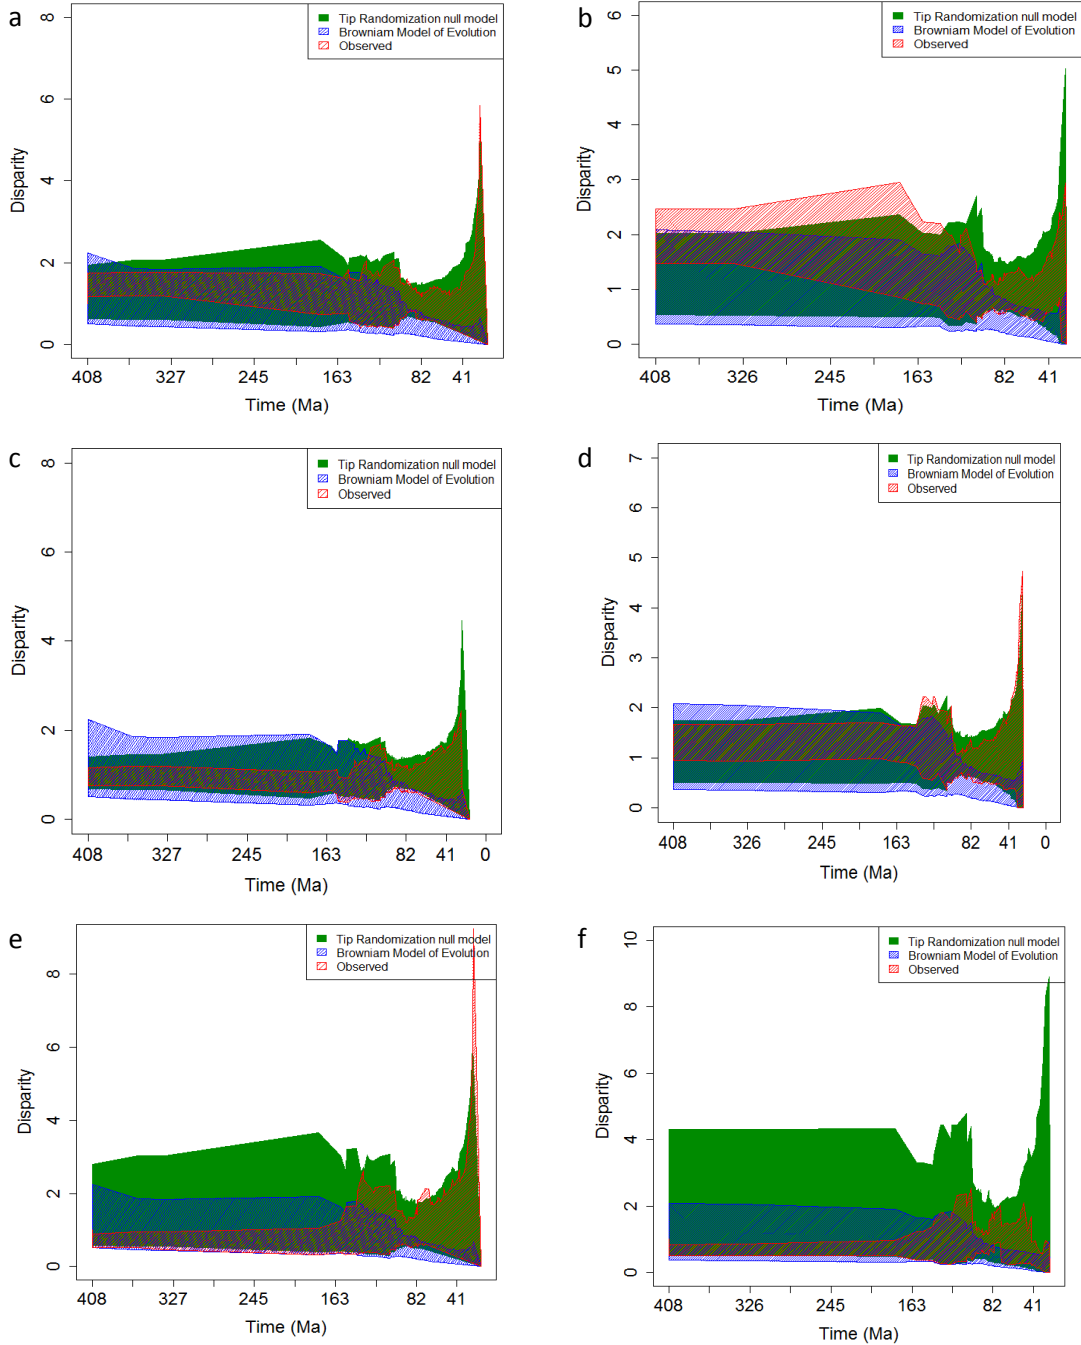 a
8
6
4
2
0
Disparity
Tip Randomization null model
Browniam Model of Evolution
Observed
408 327 245 163 82 41
Time (Ma)
b
6
5
4
3
2
1
0
Disparity
Tip Randomization null model
Browniam Model of Evolution
Observed
408 326 245 163 82 41
Time (Ma)
c
8
6
4
2
0
Disparity
Tip Randomization null model
Browniam Model of Evolution
Observed
408 327 245 163 82 41 0
Time (Ma)
d
7
6
5
4
3
2
1
0
Disparity
Tip Randomization null model
Browniam Model of Evolution
Observed
408 326 245 163 82 41 0
Time (Ma)
e
8
6
4
2
0
Disparity
Tip Randomization null model
Browniam Model of Evolution
Observed
408 327 245 163 82 41
Time (Ma)
f
10
8
6
4
2
0
Disparity
Tip Randomization null model
Browniam Model of Evolution
Observed
408 326 245 163 82 41
Time (Ma)